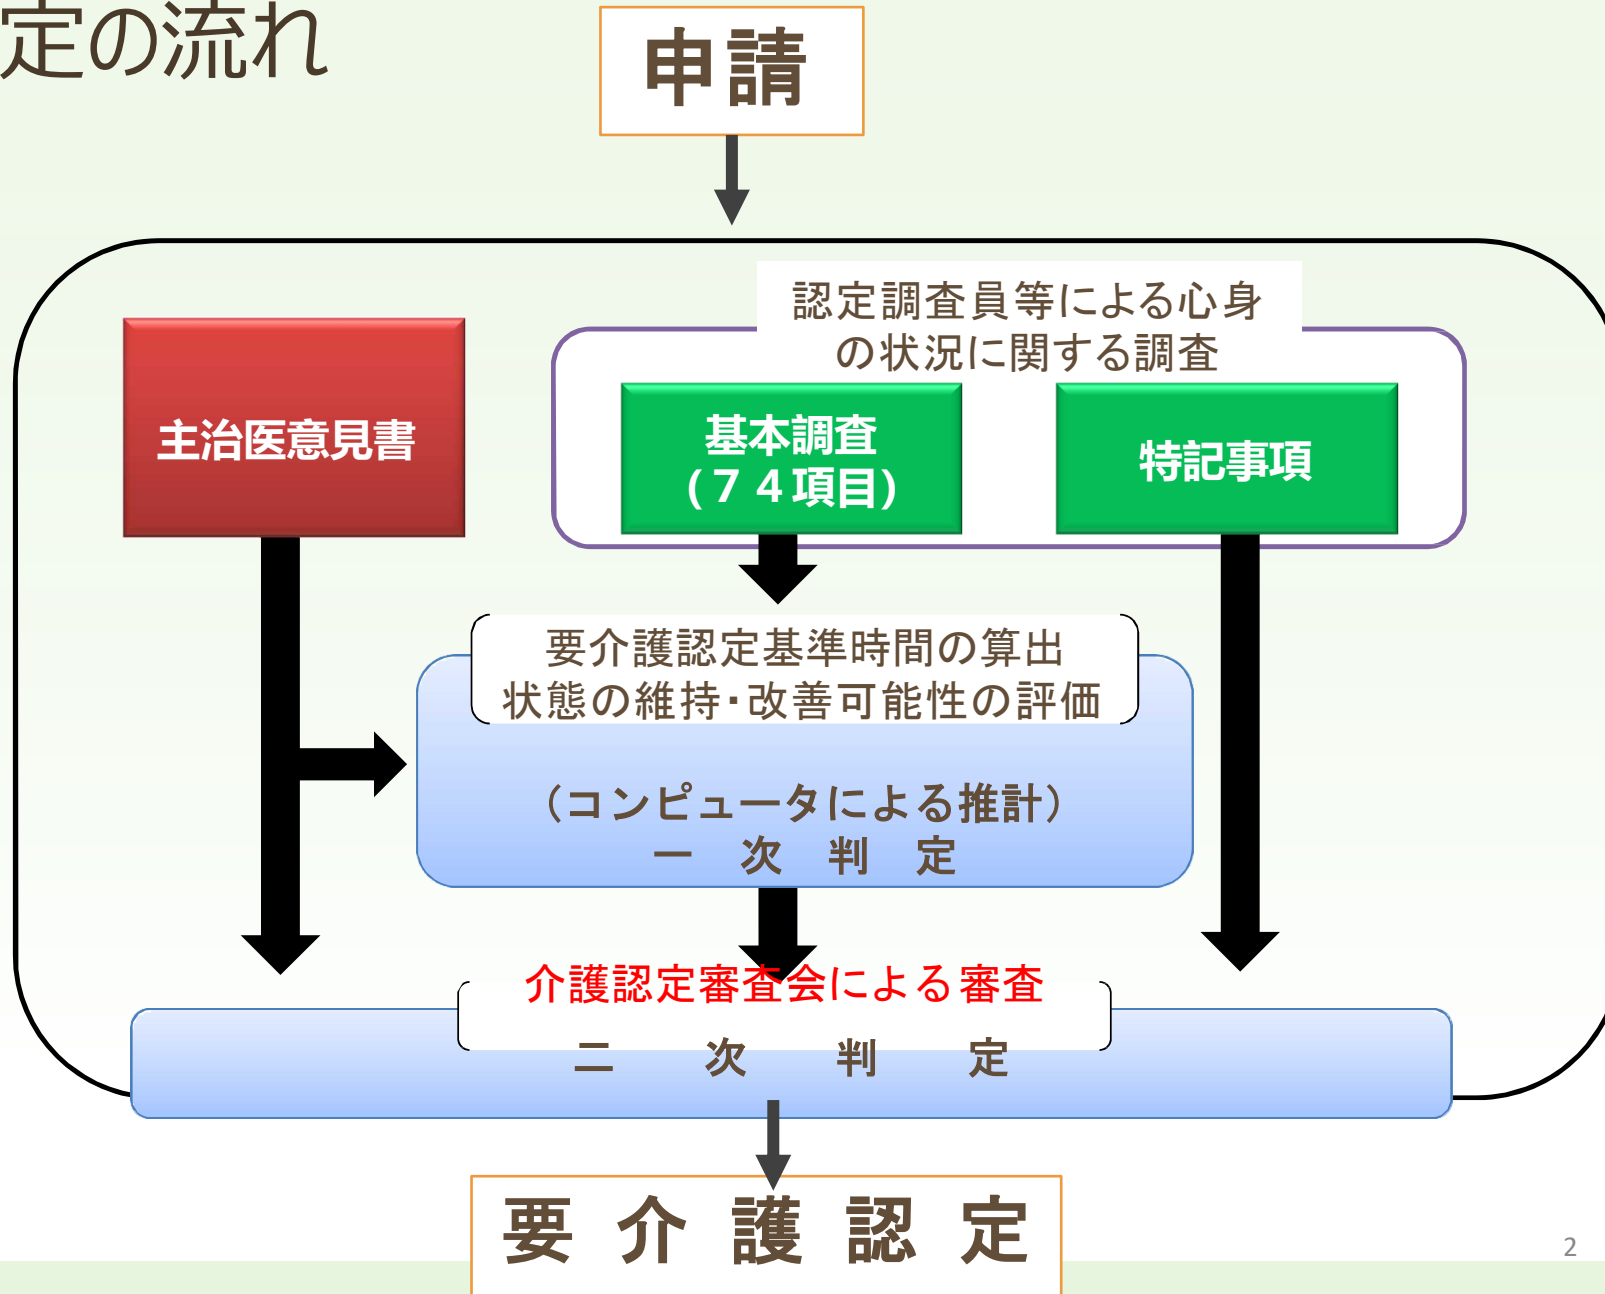 定の流れ
申請
認定調査員等による心身
の状況に関する調査
主治医意見書
基本調査
(７４項目)
特記事項
要介護認定基準時間の算出
状態の維持・改善可能性の評価
（コンピュータによる推計）
一　次　判　定
介護認定審査会による審査
二　次　判　定
要 介 護 認 定
2